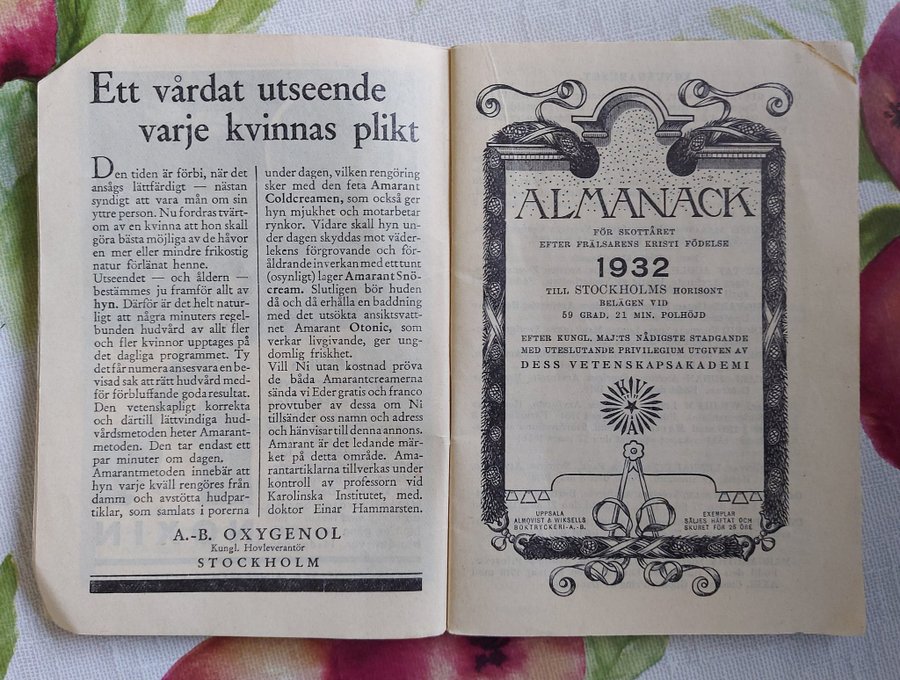 Ett vårdat utseende
varje kvinnas plikt
Den tiden är förbi, när det
ansågs lättfärdigt — nästan
syndigt att vara mån om sin
yttre person. Nu fordras tvärt-
om av en kvinna att hon skall
göra bästa möjliga av de håvor
en mer eller mindre frikostig
natur förlänat henne.
Utseendet — och åldern —
bestämmes ju framför allt av
hyn. Därför är det helt natur-
ligt att några minuters regel-
bunden hudvård av allt fler
och fler kvinnor upptages på
det dagliga programmet. Ty
det får numera anses vara en be-
visad sak att rätt hudvård med-
för förbluffande goda resultat.
Den vetenskapligt korrekta
och därtill lättvindiga hud-
vårdsmetoden heter Amarant-
metoden. Den tar endast ett
par minuter om dagen.
Amarantmetoden innebär att
hyn varje kväll rengöres från
damm och avstötta hudpar-
tiklar, som samlats i porerna
under dagen, vilken rengöring
sker med den feta Amarant
Coldcreamen, som också ger
hyn mjukhet och motarbetar
rynkor. Vidare skall hyn un-
der dagen skyddas mot väder-
lekens förgrovande och för-
åldrande inverkan med ett tunt
(osynligt) lager Amarant Snö-
cream. Slutligen bör huden
då och då erhålla en baddning
med det utsökta ansiktsvatt-
net Amarant Otonic, som
verkar livgivande, ger ung-
domlig friskhet.
Vill Ni utan kostnad pröva
de båda Amarantcreamerna
sända vi Eder gratis och franco
provtuber av dessa om Ni
tillsänder oss namn och adress
och hänvisar till denna annons.
Amarant är det ledande mär-
ket på detta område. Ama-
rantartiklarna tillverkas under
kontroll av professorn vid
Karolinska Institutet, med.
doktor Einar Hammarsten.
A.-B. OXYGENOL
Kungl. Hovleverantör
STOCKHOLM
ALMANACK
FÖR SKOTTÅRET
EFTER FRÄLSARENS KRISTI FÖDELSE
1932
TILL STOCKHOLMS HORISONT
BELÄGEN VID
59 GRAD. 21 MIN. POLHÖJD
EFTER KUNGL. MAJ:TS NÅDIGSTE STADGANDE
MED UTESLUTANDE PRIVILEGIUM UTGIVEN AV
DESS VETENSKAPSAKADEMI
UPPSALA
ALMQVIST & WIKSELLS
BOKTRYCKERI-A.-B.
EXEMPLAR
SÄLJES HÄFTAT OCH
SKURET FÖR 25 ÖRE